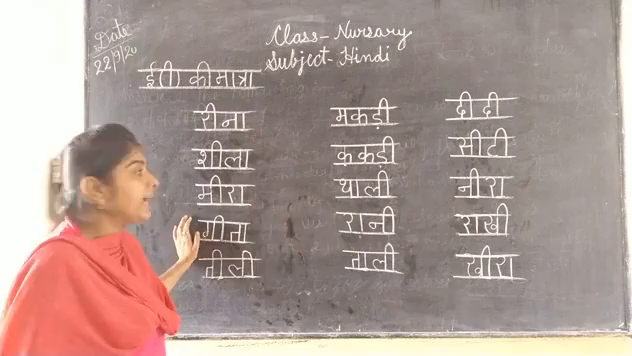 Date
22/9/20
Class- Nursary
Subject- Hindi
ई(ी) की मात्रा
रीना मकड़ी दीदी
शीला ककड़ी सीटी
मीरा थाली नीरा
गीता रानी राखी
नीली ताली खीरा